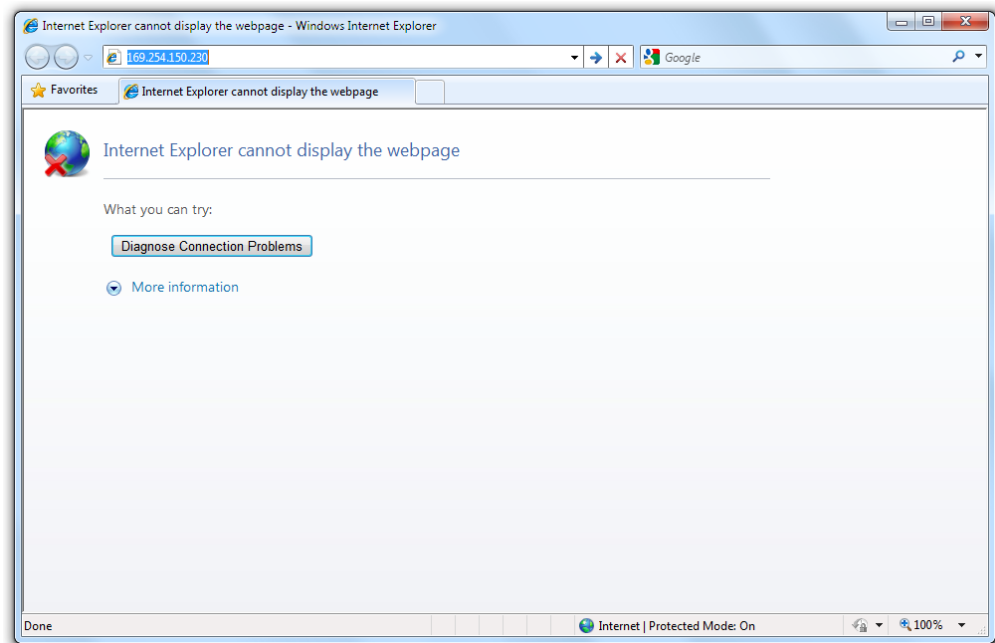 Internet Explorer cannot display the webpage - Windows Internet Explorer
169.254.150.230
Google
Favorites
Internet Explorer cannot display the webpage
Internet Explorer cannot display the webpage
What you can try:
Diagnose Connection Problems
More information
Done
Internet | Protected Mode: On
100%